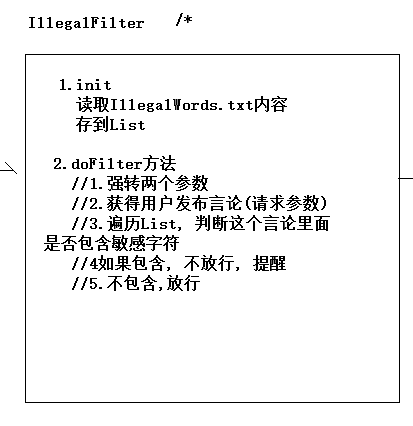 IllegalFilter /*
1.init
读取IllegalWords.txt内容
存到List
2.doFilter方法
//1.强转两个参数
//2.获得用户发布言论(请求参数)
//3.遍历List, 判断这个言论里面
是否包含敏感字符
//4如果包含, 不放行, 提醒
//5.不包含,放行